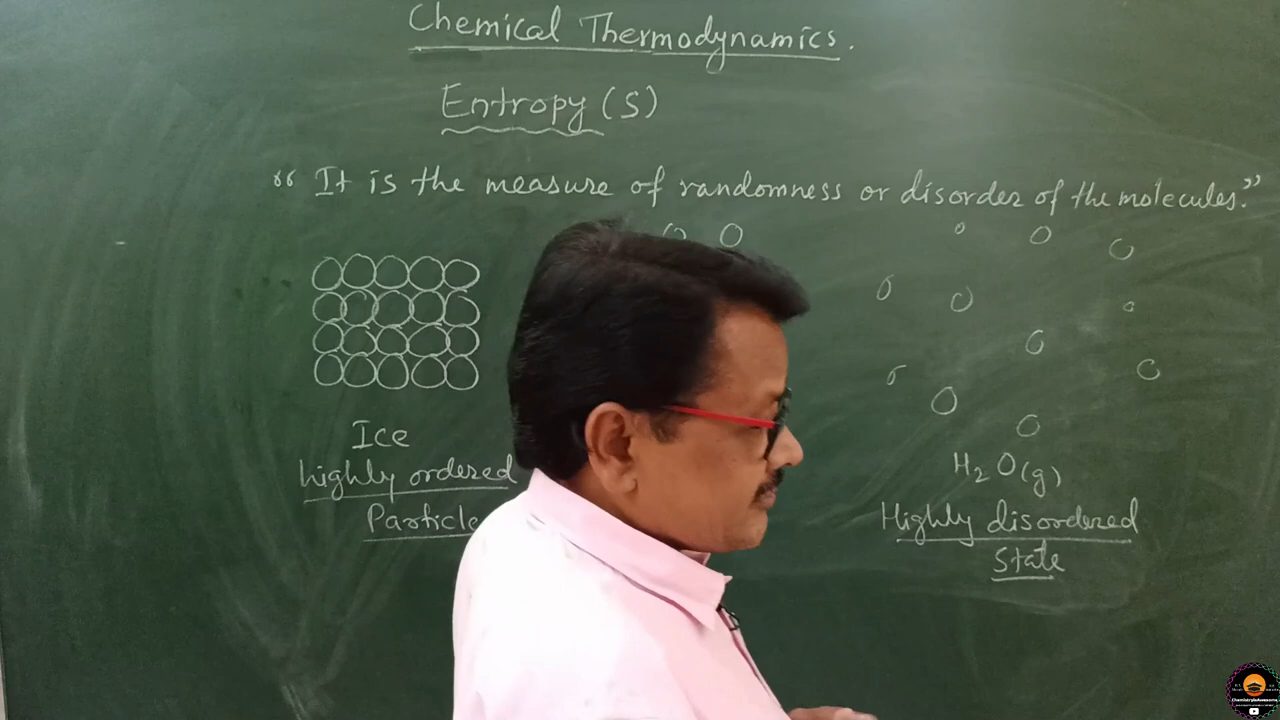 Chemical Thermodynamics.
Entropy (S)
“ It is the measure of randomness or disorder of the molecules.”
Ice
highly ordered
Particle
H2O(g)
Highly disordered
State